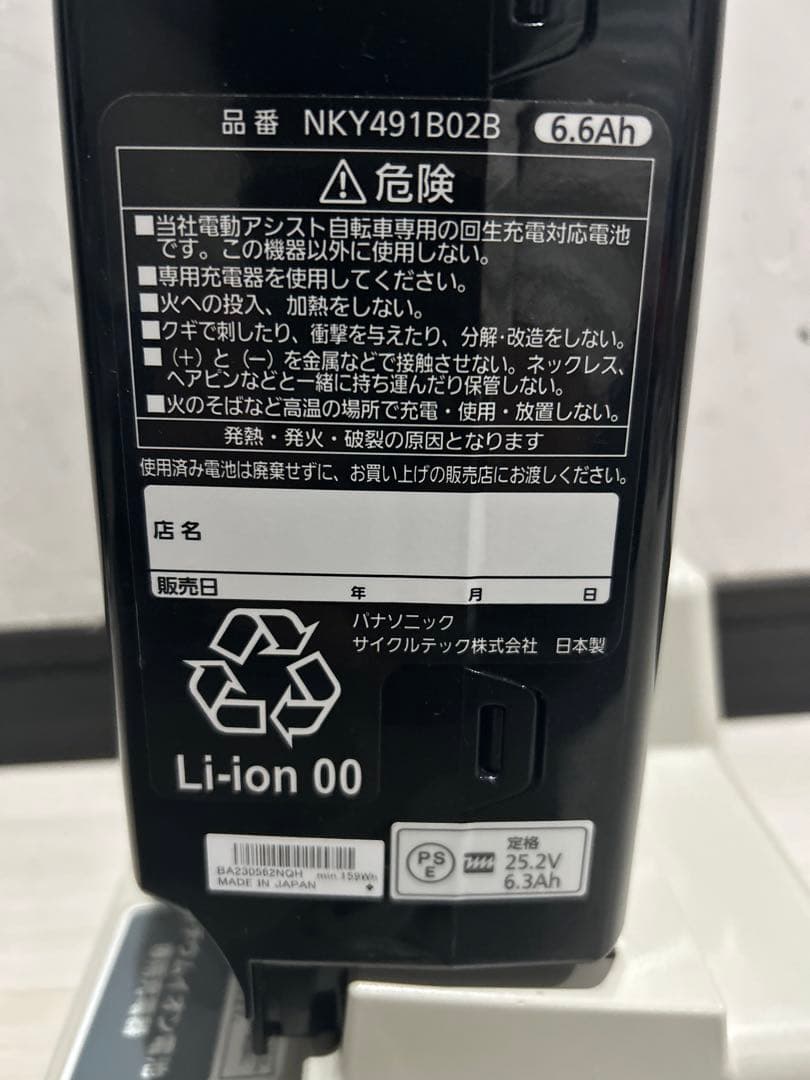 品番 NKY491B02B 6.6Ah
⚠危険
■当社電動アシスト自転車専用の回生充電対応電池
です。この機器以外に使用しない。
■専用充電器を使用してください。
■火への投入、加熱をしない。
■クギで刺したり、衝撃を与えたり、分解・改造をしない。
■(+)と(−)を金属などで接触させない。ネックレス、
ヘアピンなどと一緒に持ち運んだり保管しない。
■火のそばなど高温の場所で充電・使用・放置しない。
発熱・発火・破裂の原因となります
使用済み電池は廃棄せずに、お買い上げの販売店にお渡しください。
店名
販売日 年 月 日
パナソニック
サイクルテック株式会社 日本製
Li-ion 00
BA230562NQH min.159Wh
MADE IN JAPAN
PSE
定格
25.2V
6.3Ah